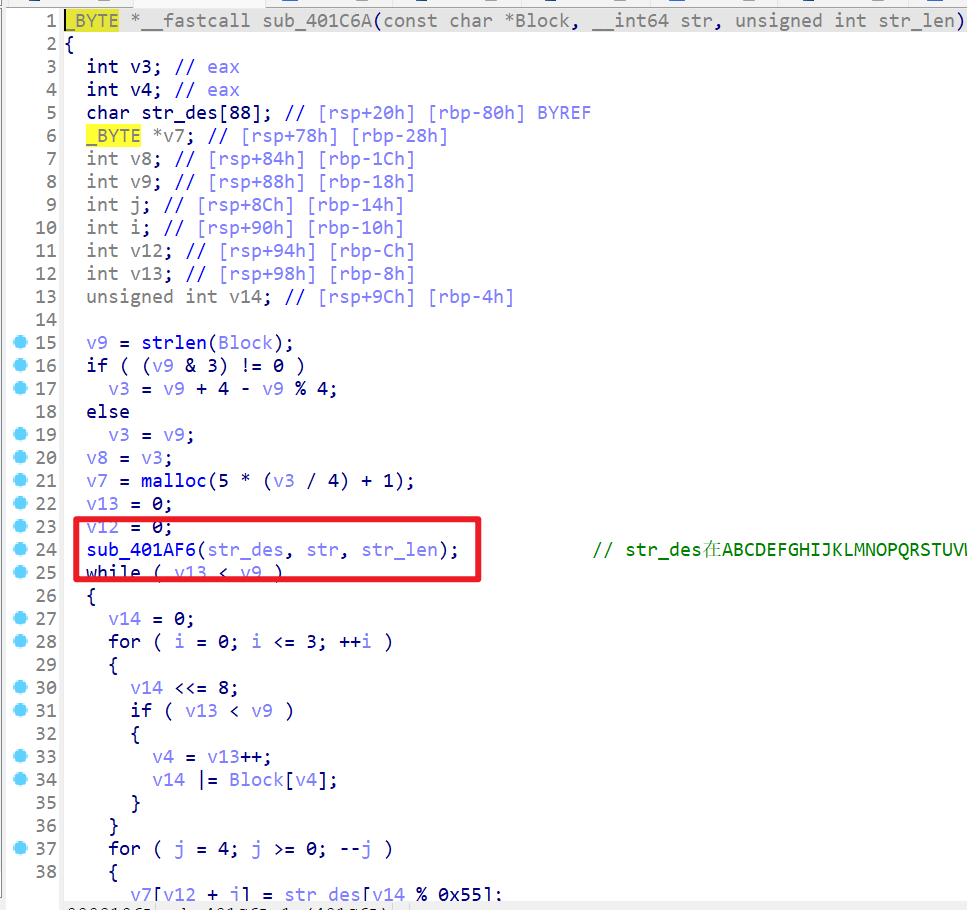 1 _BYTE *__fastcall sub_401C6A(const char *Block, __int64 str, unsigned int str_len)
2 {
3 int v3; // eax
4 int v4; // eax
5 char str_des[88]; // [rsp+20h] [rbp-80h] BYREF
6 _BYTE *v7; // [rsp+78h] [rbp-28h]
7 int v8; // [rsp+84h] [rbp-1Ch]
8 int v9; // [rsp+88h] [rbp-18h]
9 int j; // [rsp+8Ch] [rbp-14h]
10 int i; // [rsp+90h] [rbp-10h]
11 int v12; // [rsp+94h] [rbp-Ch]
12 int v13; // [rsp+98h] [rbp-8h]
13 unsigned int v14; // [rsp+9Ch] [rbp-4h]
14
15 v9 = strlen(Block);
16 if ( (v9 & 3) != 0 )
17 v3 = v9 + 4 - v9 % 4;
18 else
19 v3 = v9;
20 v8 = v3;
21 v7 = malloc(5 * (v3 / 4) + 1);
22 v13 = 0;
23 v12 = 0;
24 sub_401AF6(str_des, str, str_len); // str_des在ABCDEFGHIJKLMNOPQRSTUV
25 while ( v13 < v9 )
26 {
27 v14 = 0;
28 for ( i = 0; i <= 3; ++i )
29 {
30 v14 <<= 8;
31 if ( v13 < v9 )
32 {
33 v4 = v13++;
34 v14 |= Block[v4];
35 }
36 }
37 for ( j = 4; j >= 0; --j )
38 {
v7[v12 + j] = str_des[v14 % 0x55];